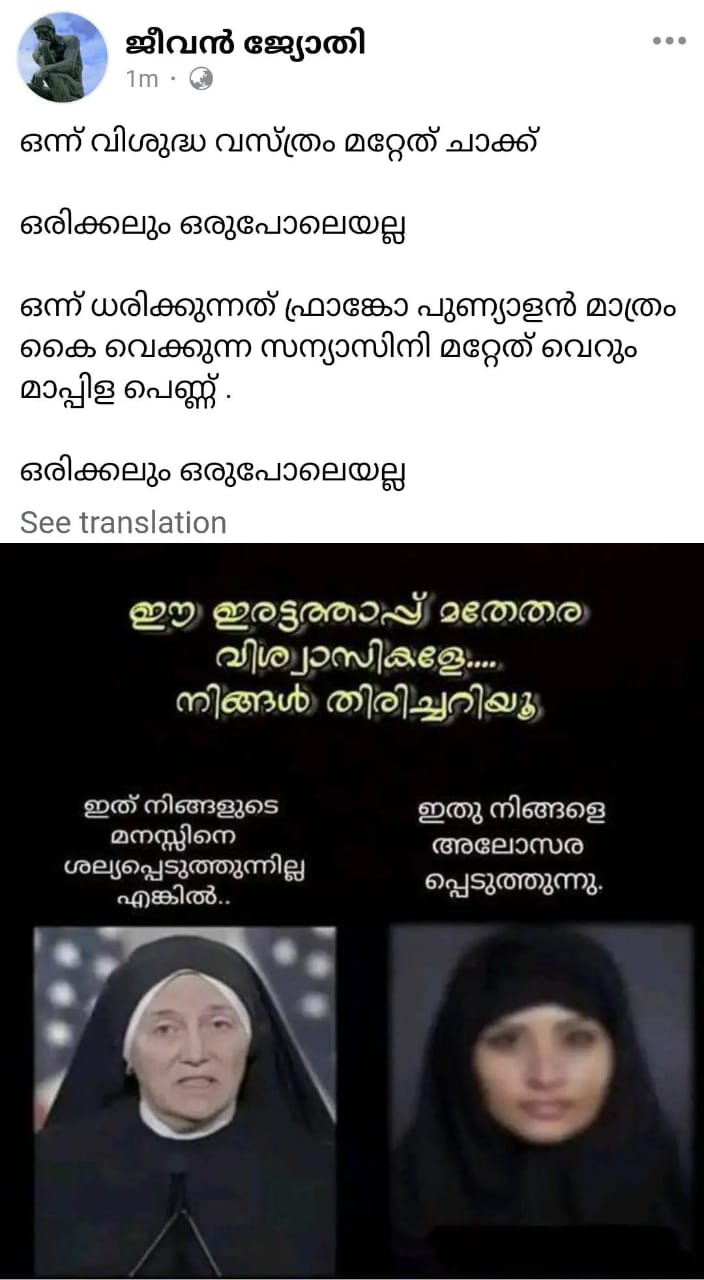 ജീവൻ ജ്യോതി
1m ·
ഒന്ന് വിശുദ്ധ വസ്ത്രം മറ്റേത് ചാക്ക്
ഒരിക്കലും ഒരുപോലെയല്ല
ഒന്ന് ധരിക്കുന്നത് ഫ്രാങ്കോ പുണ്യാളൻ മാത്രം
കൈ വെക്കുന്ന സന്യാസിനി മറ്റേത് വെറും
മാപ്പിള പെണ്ണ് .
ഒരിക്കലും ഒരുപോലെയല്ല
See translation
ഈ ഇരട്ടത്താപ്പ് മതേതര
വിശ്വാസികളേ....
നിങ്ങൾ തിരിച്ചറിയൂ
ഇത് നിങ്ങളുടെ
മനസ്സിനെ
ശല്യപ്പെടുത്തുന്നില്ല
എങ്കിൽ..
ഇതു നിങ്ങളെ
അലോസര
പ്പെടുത്തുന്നു.